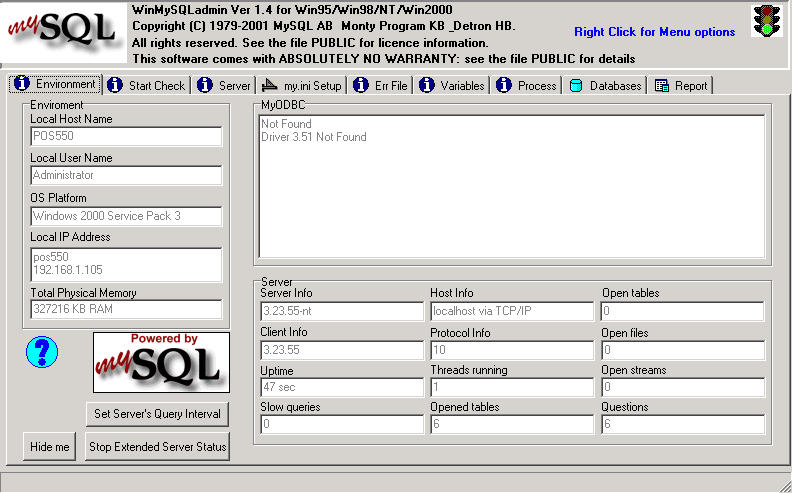 mySQL
WinMySQLadmin Ver 1.4 for Win95/Win98/NT/Win2000
Copyright (C) 1979-2001 MySQL AB Monty Program KB _Detron HB.
All rights reserved. See the file PUBLIC for licence information.
This software comes with ABSOLUTELY NO WARRANTY: see the file PUBLIC for details
Right Click for Menu options
Environment
Start Check
Server
my.ini Setup
Err File
Variables
Process
Databases
Report
Enviroment
Local Host Name
POS550
Local User Name
Administrator
OS Platform
Windows 2000 Service Pack 3
Local IP Address
pos550
192.168.1.105
Total Physical Memory
327216 KB RAM
?
Powered by
mySQL
Set Server's Query Interval
Hide me
Stop Extended Server Status
MyODBC
Not Found
Driver 3.51 Not Found
Server
Server Info
Host Info
Open tables
3.23.55-nt
localhost via TCP/IP
0
Client Info
Protocol Info
Open files
3.23.55
10
0
Uptime
Threads running
Open streams
47 sec
1
0
Slow queries
Opened tables
Questions
0
6
6